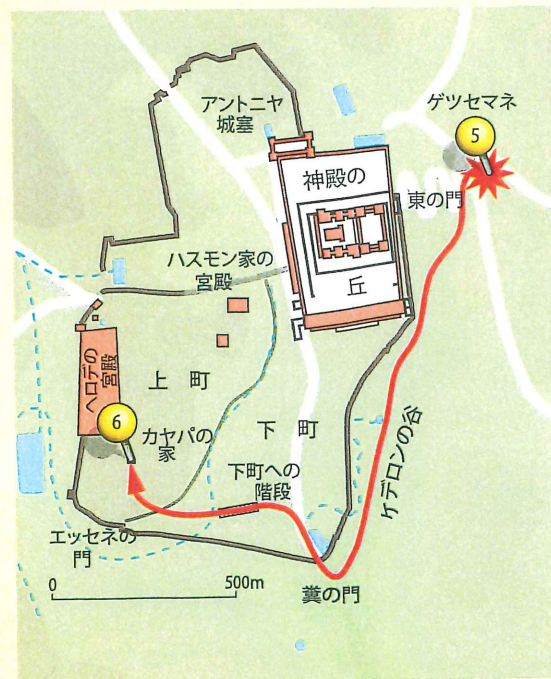 アントニヤ
城塞
ゲツセマネ
5
神殿の
東の門
ハスモン家の
宮殿
丘
ヘロデの
宮殿
上 町
6
カヤパの
家
下 町
下町への
階段
ケデロンの谷
エッセネの
門
0
500m
糞の門